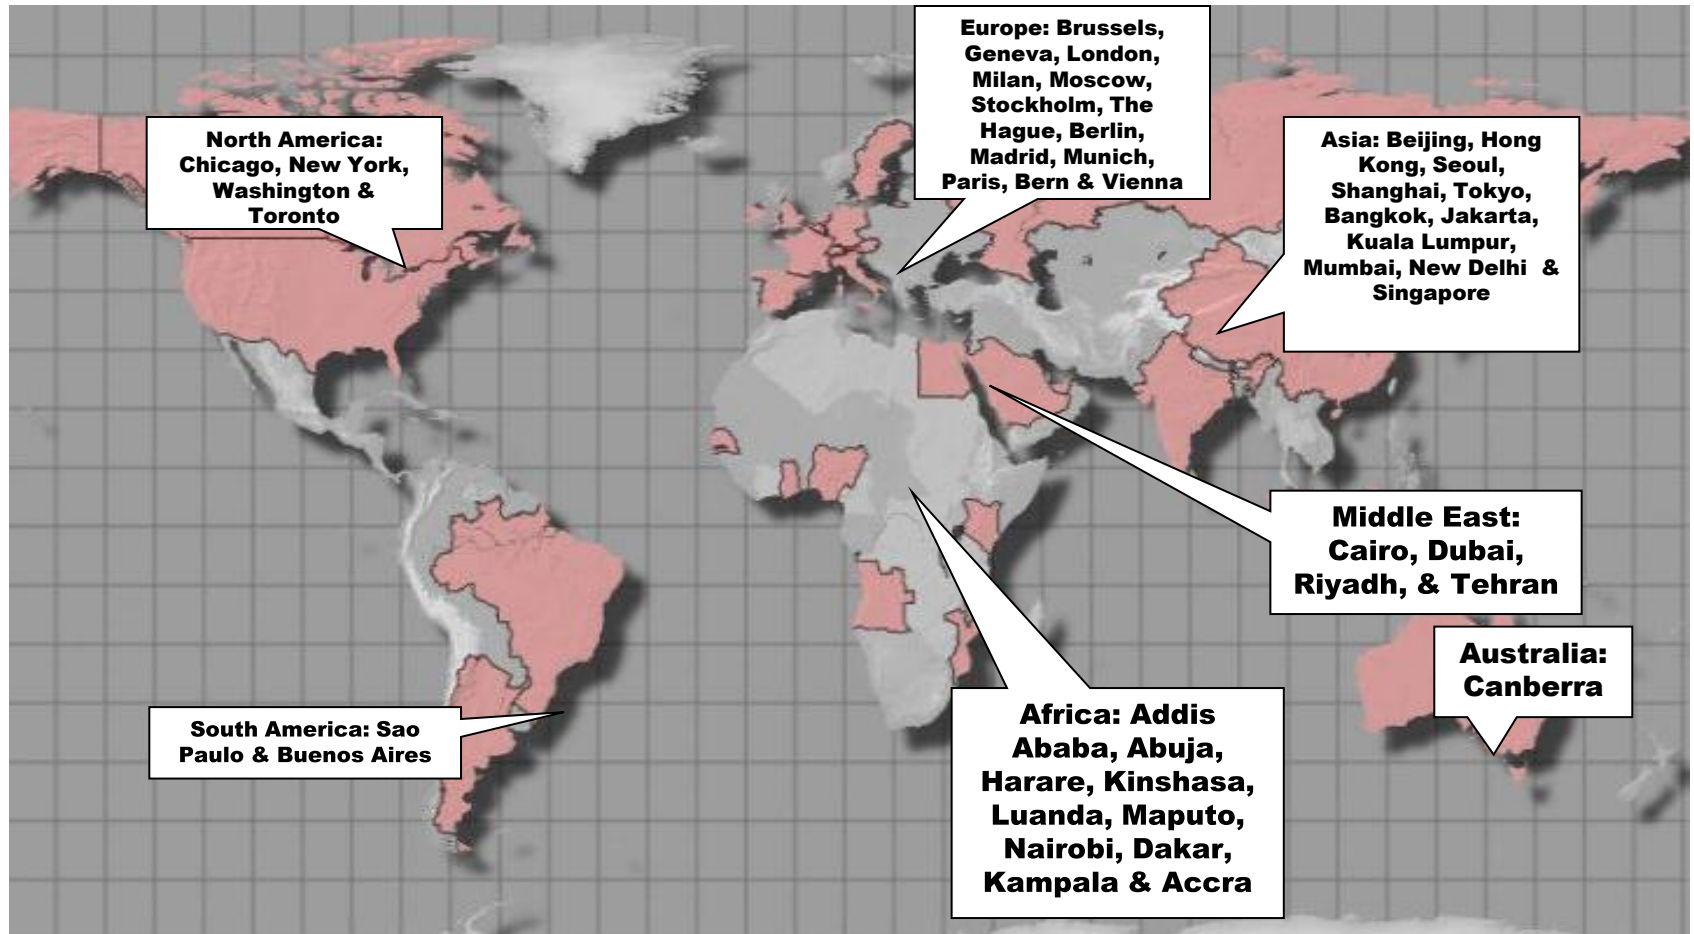 Europe: Brussels,
Geneva, London,
Milan, Moscow,
Stockholm, The
Hague, Berlin,
Madrid, Munich,
Paris, Bern & Vienna
North America:
Chicago, New York,
Washington &
Toronto
Asia: Beijing, Hong
Kong, Seoul,
Shanghai, Tokyo,
Bangkok, Jakarta,
Kuala Lumpur,
Mumbai, New Delhi &
Singapore
Middle East:
Cairo, Dubai,
Riyadh, & Tehran
Australia:
Canberra
South America: Sao
Paulo & Buenos Aires
Africa: Addis
Ababa, Abuja,
Harare, Kinshasa,
Luanda, Maputo,
Nairobi, Dakar,
Kampala & Accra